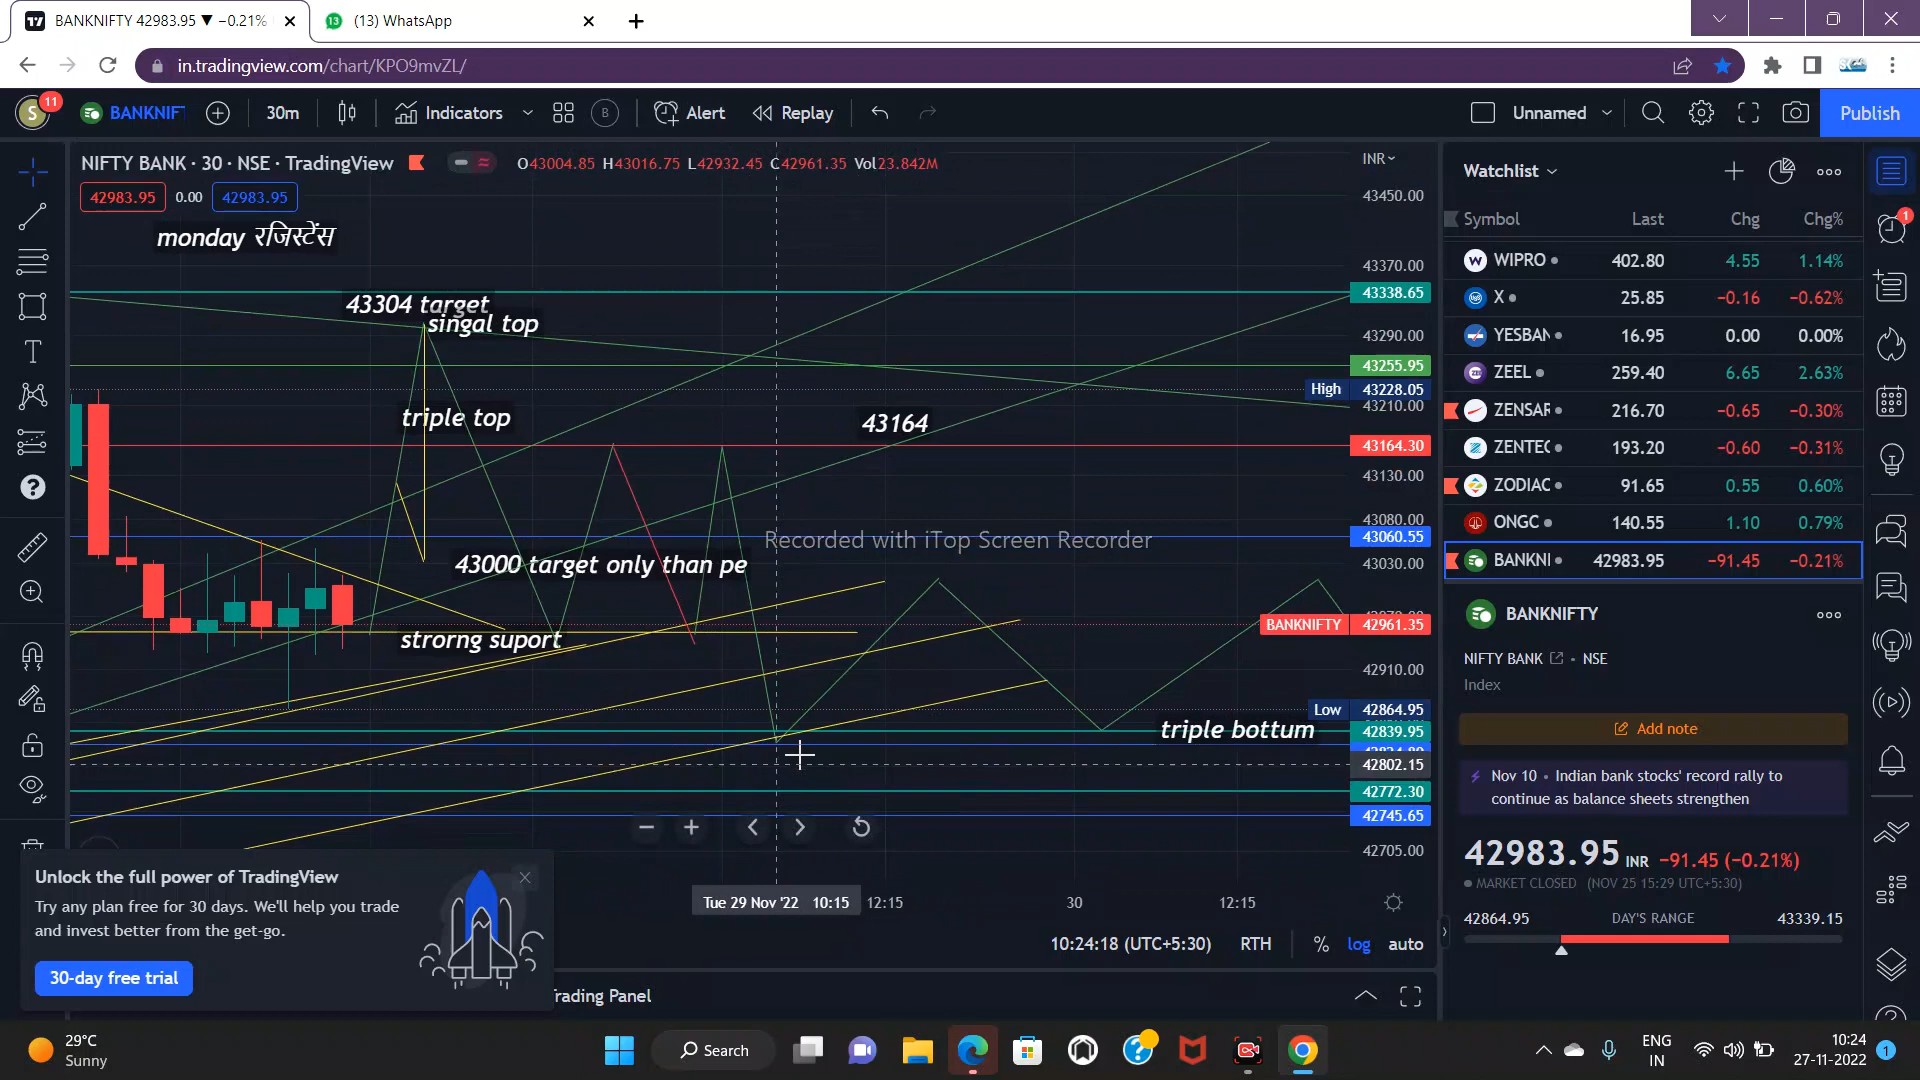 BANKNIFTY 42983.95 ▼ −0.21%
(13) WhatsApp
in.tradingview.com/chart/KPO9mvZL/
S 11
BANKNIF
30m
Indicators
B
Alert
Replay
Unnamed
Publish
NIFTY BANK · 30 · NSE · TradingView
O43004.85 H43016.75 L42932.45 C42961.35 Vol23.842M
42983.95 0.00 42983.95
monday रजिस्टेंस
43304 target
singal top
triple top
43164
Recorded with iTop Screen Recorder
43000 target only than pe
strorng suport
triple bottum
INR
43450.00
43370.00
43338.65
43290.00
43255.95
High 43228.05
43210.00
43164.30
43130.00
43080.00
43060.55
43030.00
BANKNIFTY 42961.35
42910.00
Low 42864.95
42839.95
42802.15
42772.30
42745.65
42705.00
Tue 29 Nov '22 10:15
12:15
30
12:15
10:24:18 (UTC+5:30)
RTH
%
log
auto
Trading Panel
Unlock the full power of TradingView
Try any plan free for 30 days. We'll help you trade
and invest better from the get-go.
30-day free trial
Watchlist
Symbol Last Chg Chg%
WIPRO 402.80 4.55 1.14%
X 25.85 −0.16 −0.62%
YESBAN 16.95 0.00 0.00%
ZEEL 259.40 6.65 2.63%
ZENSAR 216.70 −0.65 −0.30%
ZENTEC 193.20 −0.60 −0.31%
ZODIAC 91.65 0.55 0.60%
ONGC 140.55 1.10 0.79%
BANKNI 42983.95 −91.45 −0.21%
BANKNIFTY
NIFTY BANK • NSE
Index
Add note
Nov 10 • Indian bank stocks' record rally to
continue as balance sheets strengthen
42983.95 INR −91.45 (−0.21%)
MARKET CLOSED (NOV 25 15:29 UTC+5:30)
42864.95 DAY'S RANGE 43339.15
1
29°C
Sunny
Search
ENG
IN
10:24
27-11-2022
1